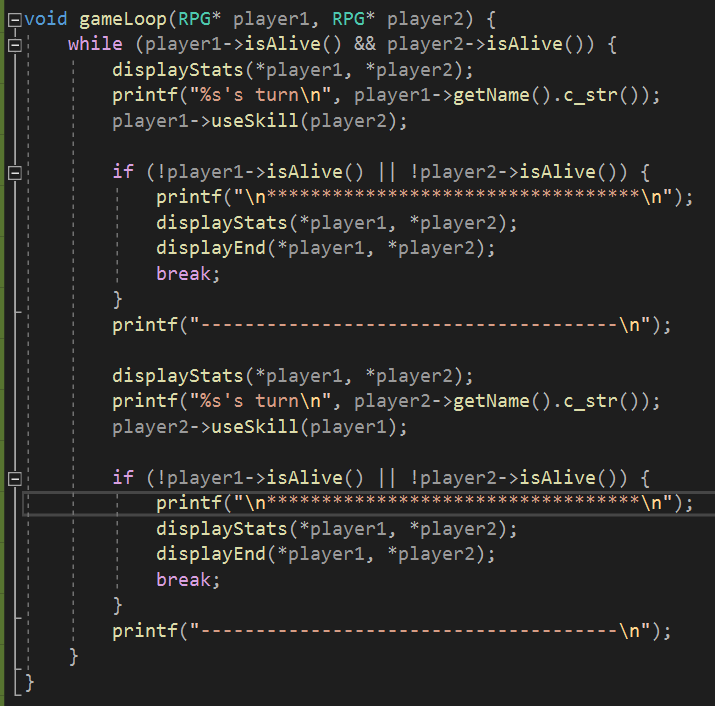 void gameLoop(RPG* player1, RPG* player2) {
    while (player1->isAlive() && player2->isAlive()) {
        displayStats(*player1, *player2);
        printf("%s's turn\n", player1->getName().c_str());
        player1->useSkill(player2);

        if (!player1->isAlive() || !player2->isAlive()) {
            printf("\n**********************************\n");
            displayStats(*player1, *player2);
            displayEnd(*player1, *player2);
            break;
        }
        printf("--------------------------------------\n");

        displayStats(*player1, *player2);
        printf("%s's turn\n", player2->getName().c_str());
        player2->useSkill(player1);

        if (!player1->isAlive() || !player2->isAlive()) {
            printf("\n**********************************\n");
            displayStats(*player1, *player2);
            displayEnd(*player1, *player2);
            break;
        }
        printf("--------------------------------------\n");
    }
}